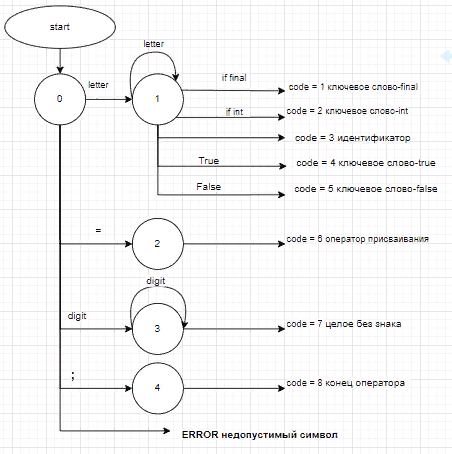 start
letter
0
letter
1
if final
code = 1 ключевое слово-final
if int
code = 2 ключевое слово-int
code = 3 идентификатор
True
code = 4 ключевое слово-true
False
code = 5 ключевое слово-false
=
2
code = 6 оператор присваивания
digit
digit
3
code = 7 целое без знака
;
4
code = 8 конец оператора
ERROR недопустимый символ